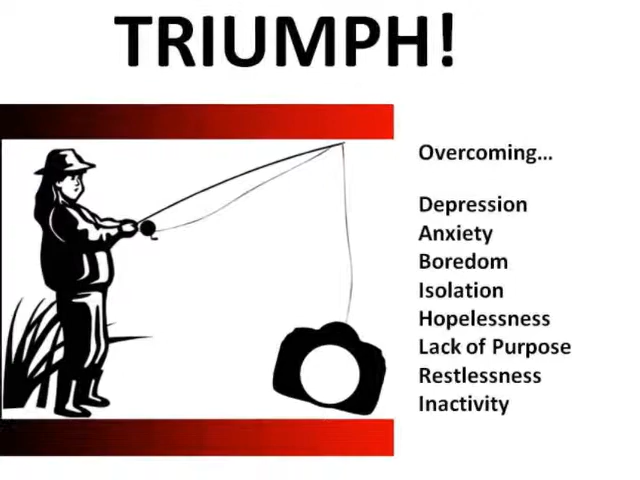 TRIUMPH!
Overcoming...
Depression
Anxiety
Boredom
Isolation
Hopelessness
Lack of Purpose
Restlessness
Inactivity